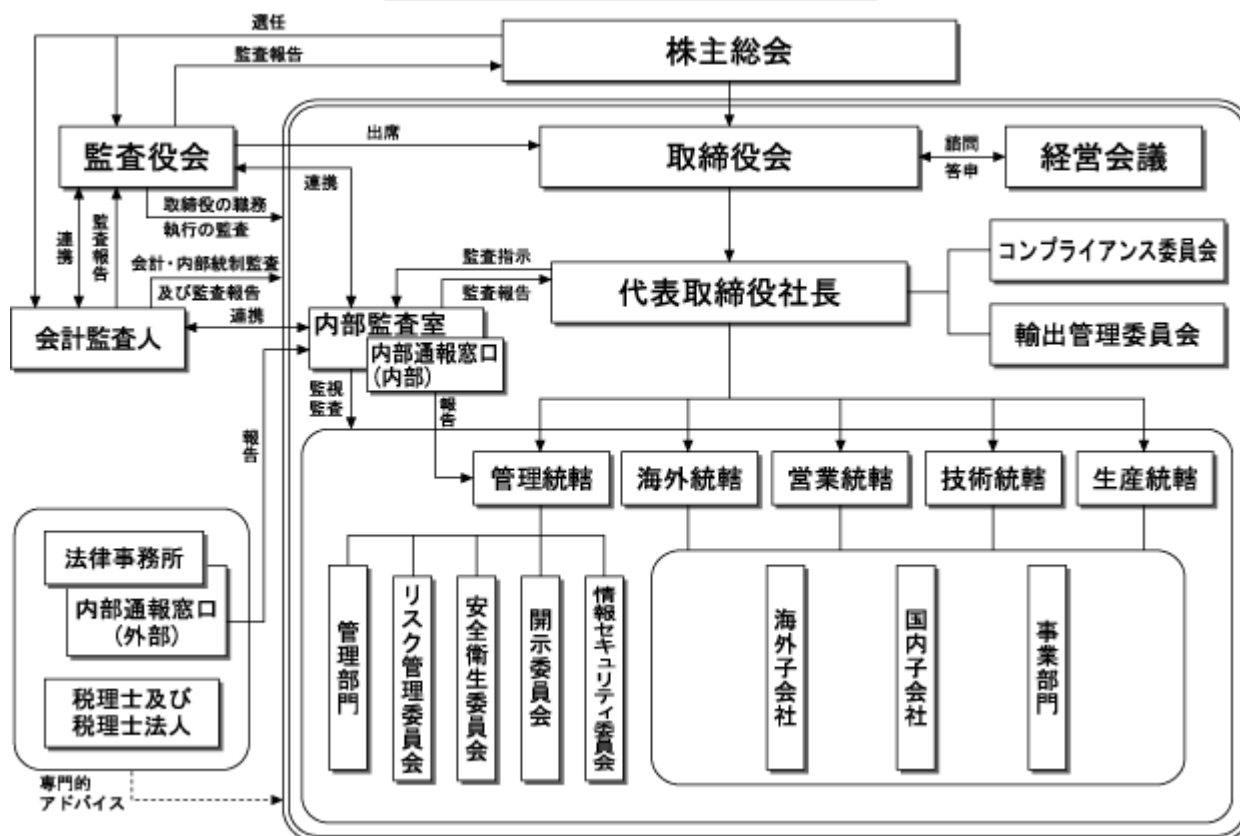 選任
監査報告
株主総会
監査役会
出席
取締役会
諮問
答申
経営会議
連携
取締役の職務
執行の監査
連携
監査報告
会計・内部統制監査
及び監査報告
監査指示
監査報告
代表取締役社長
コンプライアンス委員会
輸出管理委員会
会計監査人
連携
内部監査室
内部通報窓口
(内部)
監視
監査
報告
報告
管理統轄
海外統轄
営業統轄
技術統轄
生産統轄
法律事務所
内部通報窓口
(外部)
税理士及び
税理士法人
専門的
アドバイス
管理部門
リスク管理委員会
安全衛生委員会
開示委員会
情報セキュリティ委員会
海外子会社
国内子会社
事業部門